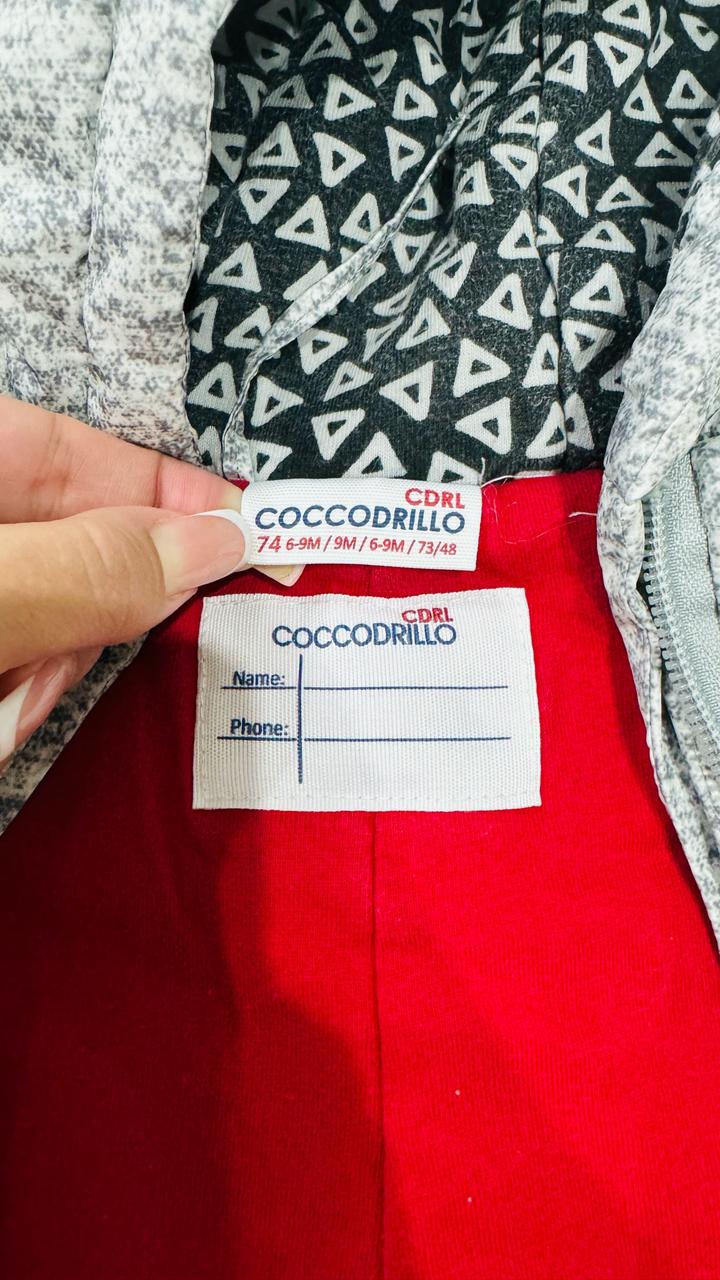 CDRL
COCCODRILLO
74 6-9M / 9M / 6-9M / 73/48
CDRL
COCCODRILLO
Name:
Phone: